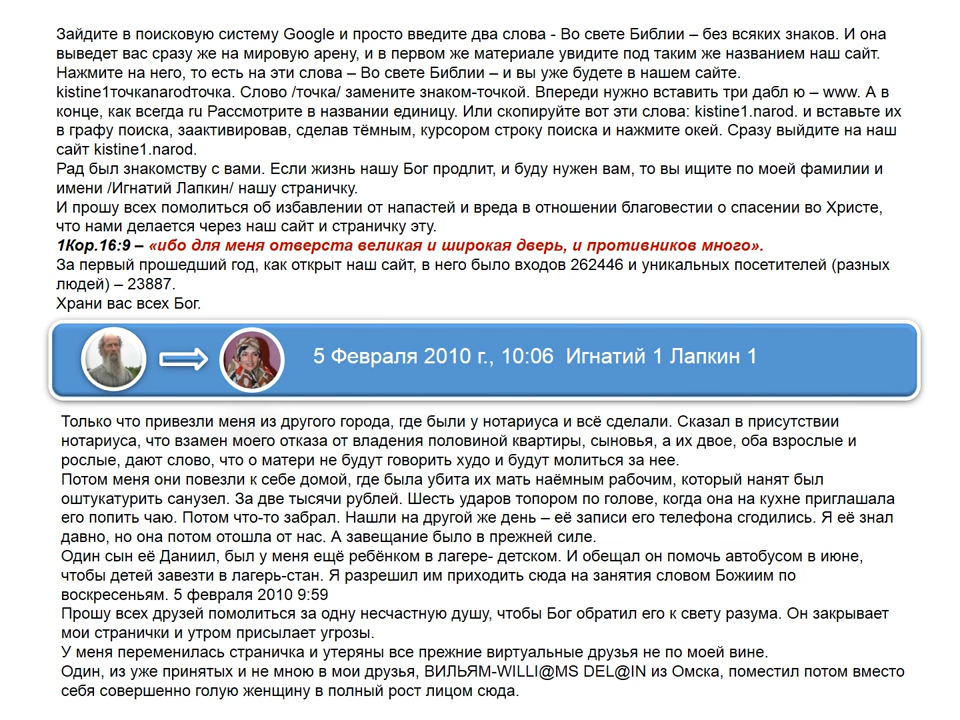 Зайдите в поисковую систему Google и просто введите два слова - Во свете Библии – без всяких знаков. И она
выведет вас сразу же на мировую арену, и в первом же материале увидите под таким же названием наш сайт.
Нажмите на него, то есть на эти слова – Во свете Библии – и вы уже будете в нашем сайте.
kistine1точкаnarodточка. Слово /точка/ замените знаком-точкой. Впереди нужно вставить три дабл ю – www. А в
конце, как всегда ru Рассмотрите в названии единицу. Или скопируйте вот эти слова: kistine1.narod. и вставьте их
в графу поиска, заактивировав, сделав тёмным, курсором строку поиска и нажмите окей. Сразу выйдите на наш
сайт kistine1.narod.
Рад был знакомству с вами. Если жизнь нашу Бог продлит, и буду нужен вам, то вы ищите по моей фамилии и
имени /Игнатий Лапкин/ нашу страничку.
И прошу всех помолиться об избавлении от напастей и вреда в отношении благовестии о спасении во Христе,
что нами делается через наш сайт и страничку эту.
1Кор.16:9 – «ибо для меня отверста великая и широкая дверь, и противников много».
За первый прошедший год, как открыт наш сайт, в него было входов 262446 и уникальных посетителей (разных
людей) – 23887.
Храни вас всех Бог.
5 Февраля 2010 г., 10:06  Игнатий 1 Лапкин 1
Только что привезли меня из другого города, где были у нотариуса и всё сделали. Сказал в присутствии
нотариуса, что взамен моего отказа от владения половиной квартиры, сыновья, а их двое, оба взрослые и
рослые, дают слово, что о матери не будут говорить худо и будут молиться за нее.
Потом меня они повезли к себе домой, где была убита их мать наёмным рабочим, который нанят был
оштукатурить санузел. За две тысячи рублей. Шесть ударов топором по голове, когда она на кухне приглашала
его попить чаю. Потом что-то забрал. Нашли на другой же день – её записи его телефона сгодились. Я её знал
давно, но она потом отошла от нас. А завещание было в прежней силе.
Один сын её Даниил, был у меня ещё ребёнком в лагере- детском. И обещал он помочь автобусом в июне,
чтобы детей завезти в лагерь-стан. Я разрешил им приходить сюда на занятия словом Божиим по
воскресеньям. 5 февраля 2010 9:59
Прошу всех друзей помолиться за одну несчастную душу, чтобы Бог обратил его к свету разума. Он закрывает
мои странички и утром присылает угрозы.
У меня переменилась страничка и утеряны все прежние виртуальные друзья не по моей вине.
Один, из уже принятых и не мною в мои друзья, ВИЛЬЯМ-WILLI@MS DEL@IN из Омска, поместил потом вместо
себя совершенно голую женщину в полный рост лицом сюда.